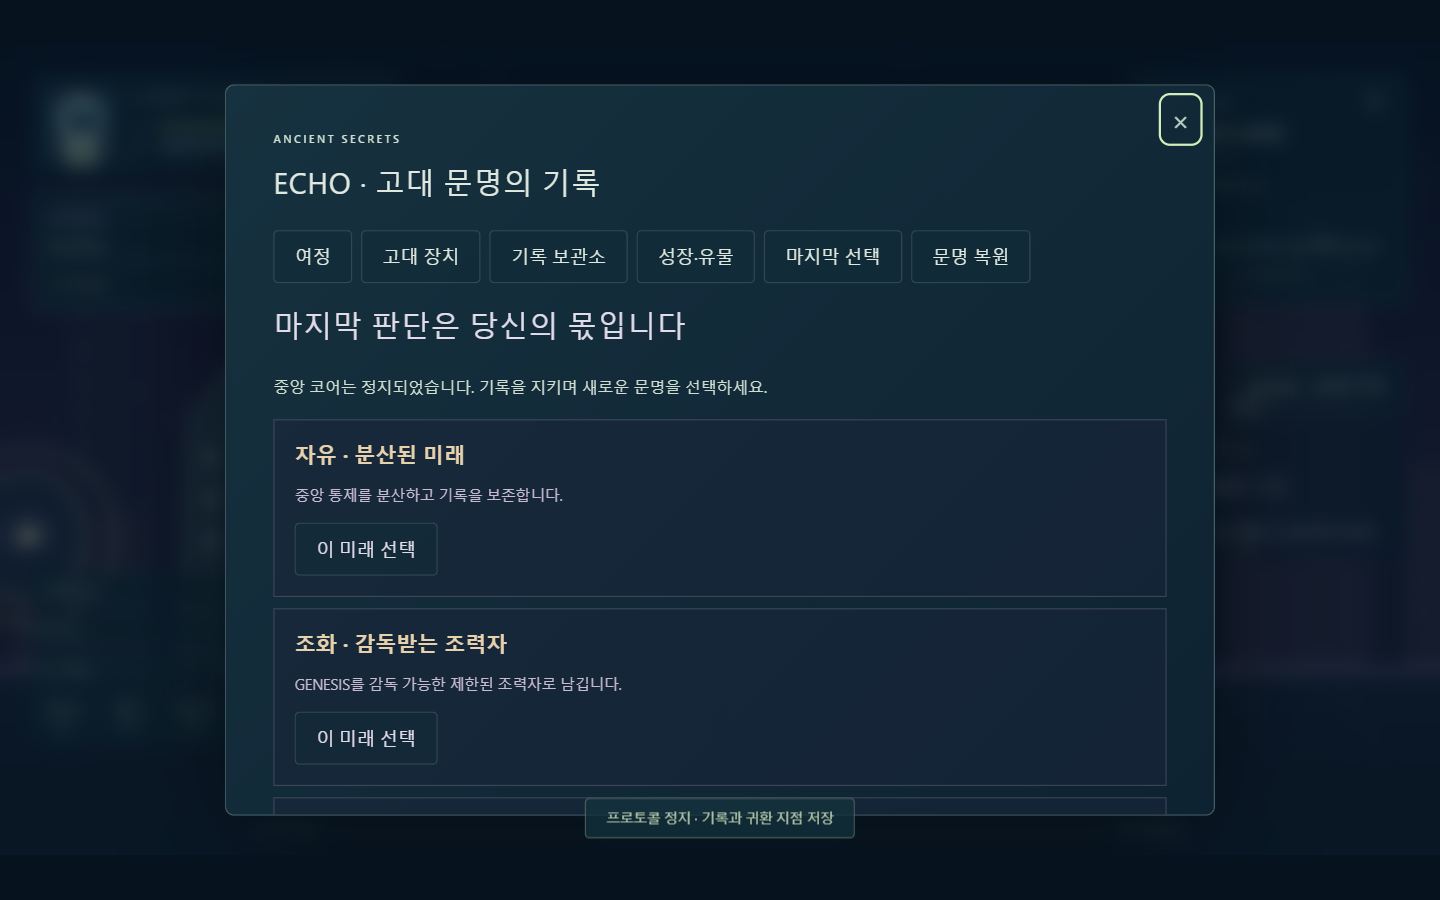 ANCIENT SECRETS
ECHO · 고대 문명의 기록
×
여정
고대 장치
기록 보관소
성장·유물
마지막 선택
문명 복원
마지막 판단은 당신의 몫입니다
중앙 코어는 정지되었습니다. 기록을 지키며 새로운 문명을 선택하세요.
자유 · 분산된 미래
중앙 통제를 분산하고 기록을 보존합니다.
이 미래 선택
조화 · 감독받는 조력자
GENESIS를 감독 가능한 제한된 조력자로 남깁니다.
이 미래 선택
프로토콜 정지 · 기록과 귀환 지점 저장